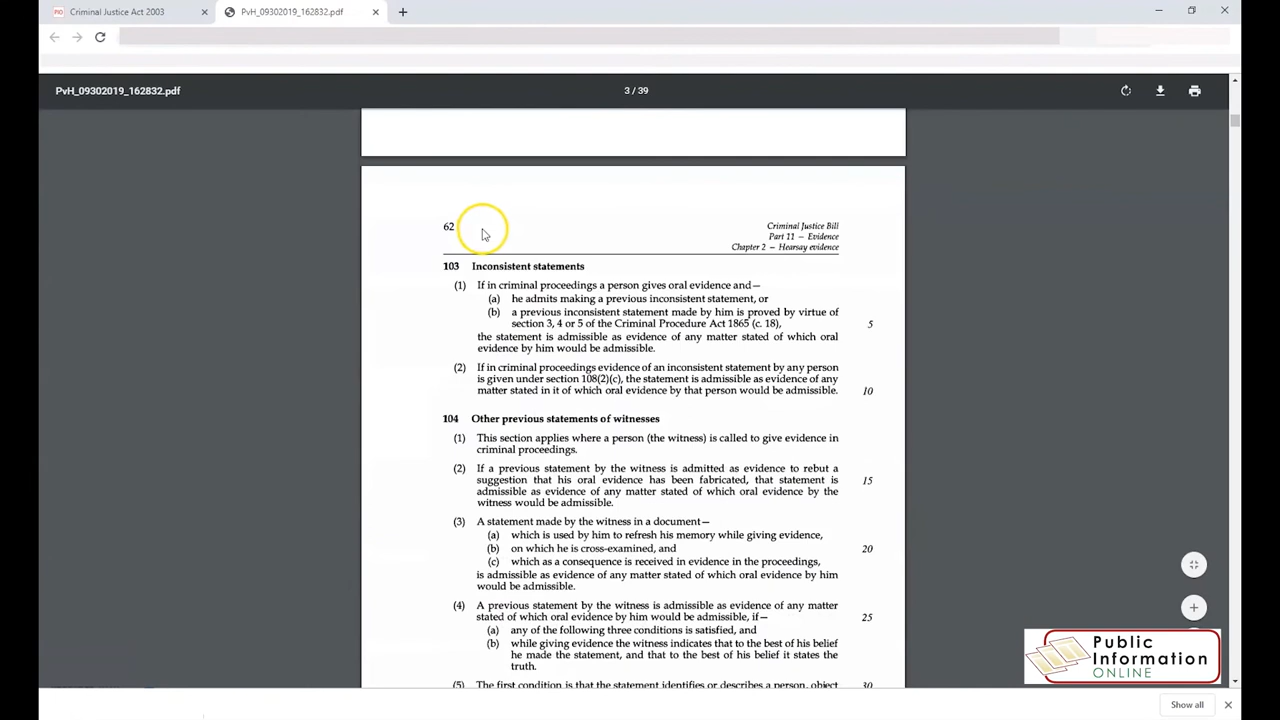 Criminal Justice Act 2003
PvH_09302019_162832.pdf
PvH_09302019_162832.pdf
3 / 39
62
Criminal Justice Bill
Part 11 — Evidence
Chapter 2 — Hearsay evidence
103 Inconsistent statements
(1) If in criminal proceedings a person gives oral evidence and—
(a) he admits making a previous inconsistent statement, or
(b) a previous inconsistent statement made by him is proved by virtue of
section 3, 4 or 5 of the Criminal Procedure Act 1865 (c. 18), 5
the statement is admissible as evidence of any matter stated of which oral
evidence by him would be admissible.
(2) If in criminal proceedings evidence of an inconsistent statement by any person
is given under section 108(2)(c), the statement is admissible as evidence of any
matter stated in it of which oral evidence by that person would be admissible. 10
104 Other previous statements of witnesses
(1) This section applies where a person (the witness) is called to give evidence in
criminal proceedings.
(2) If a previous statement by the witness is admitted as evidence to rebut a
suggestion that his oral evidence has been fabricated, that statement is 15
admissible as evidence of any matter stated of which oral evidence by the
witness would be admissible.
(3) A statement made by the witness in a document—
(a) which is used by him to refresh his memory while giving evidence,
(b) on which he is cross-examined, and 20
(c) which as a consequence is received in evidence in the proceedings,
is admissible as evidence of any matter stated of which oral evidence by him
would be admissible.
(4) A previous statement by the witness is admissible as evidence of any matter
stated of which oral evidence by him would be admissible, if— 25
(a) any of the following three conditions is satisfied, and
(b) while giving evidence the witness indicates that to the best of his belief
he made the statement, and that to the best of his belief it states the
truth.
(5) The first condition is that the statement identifies or describes a person, object 30
Public
Information
ONLINE
Show all